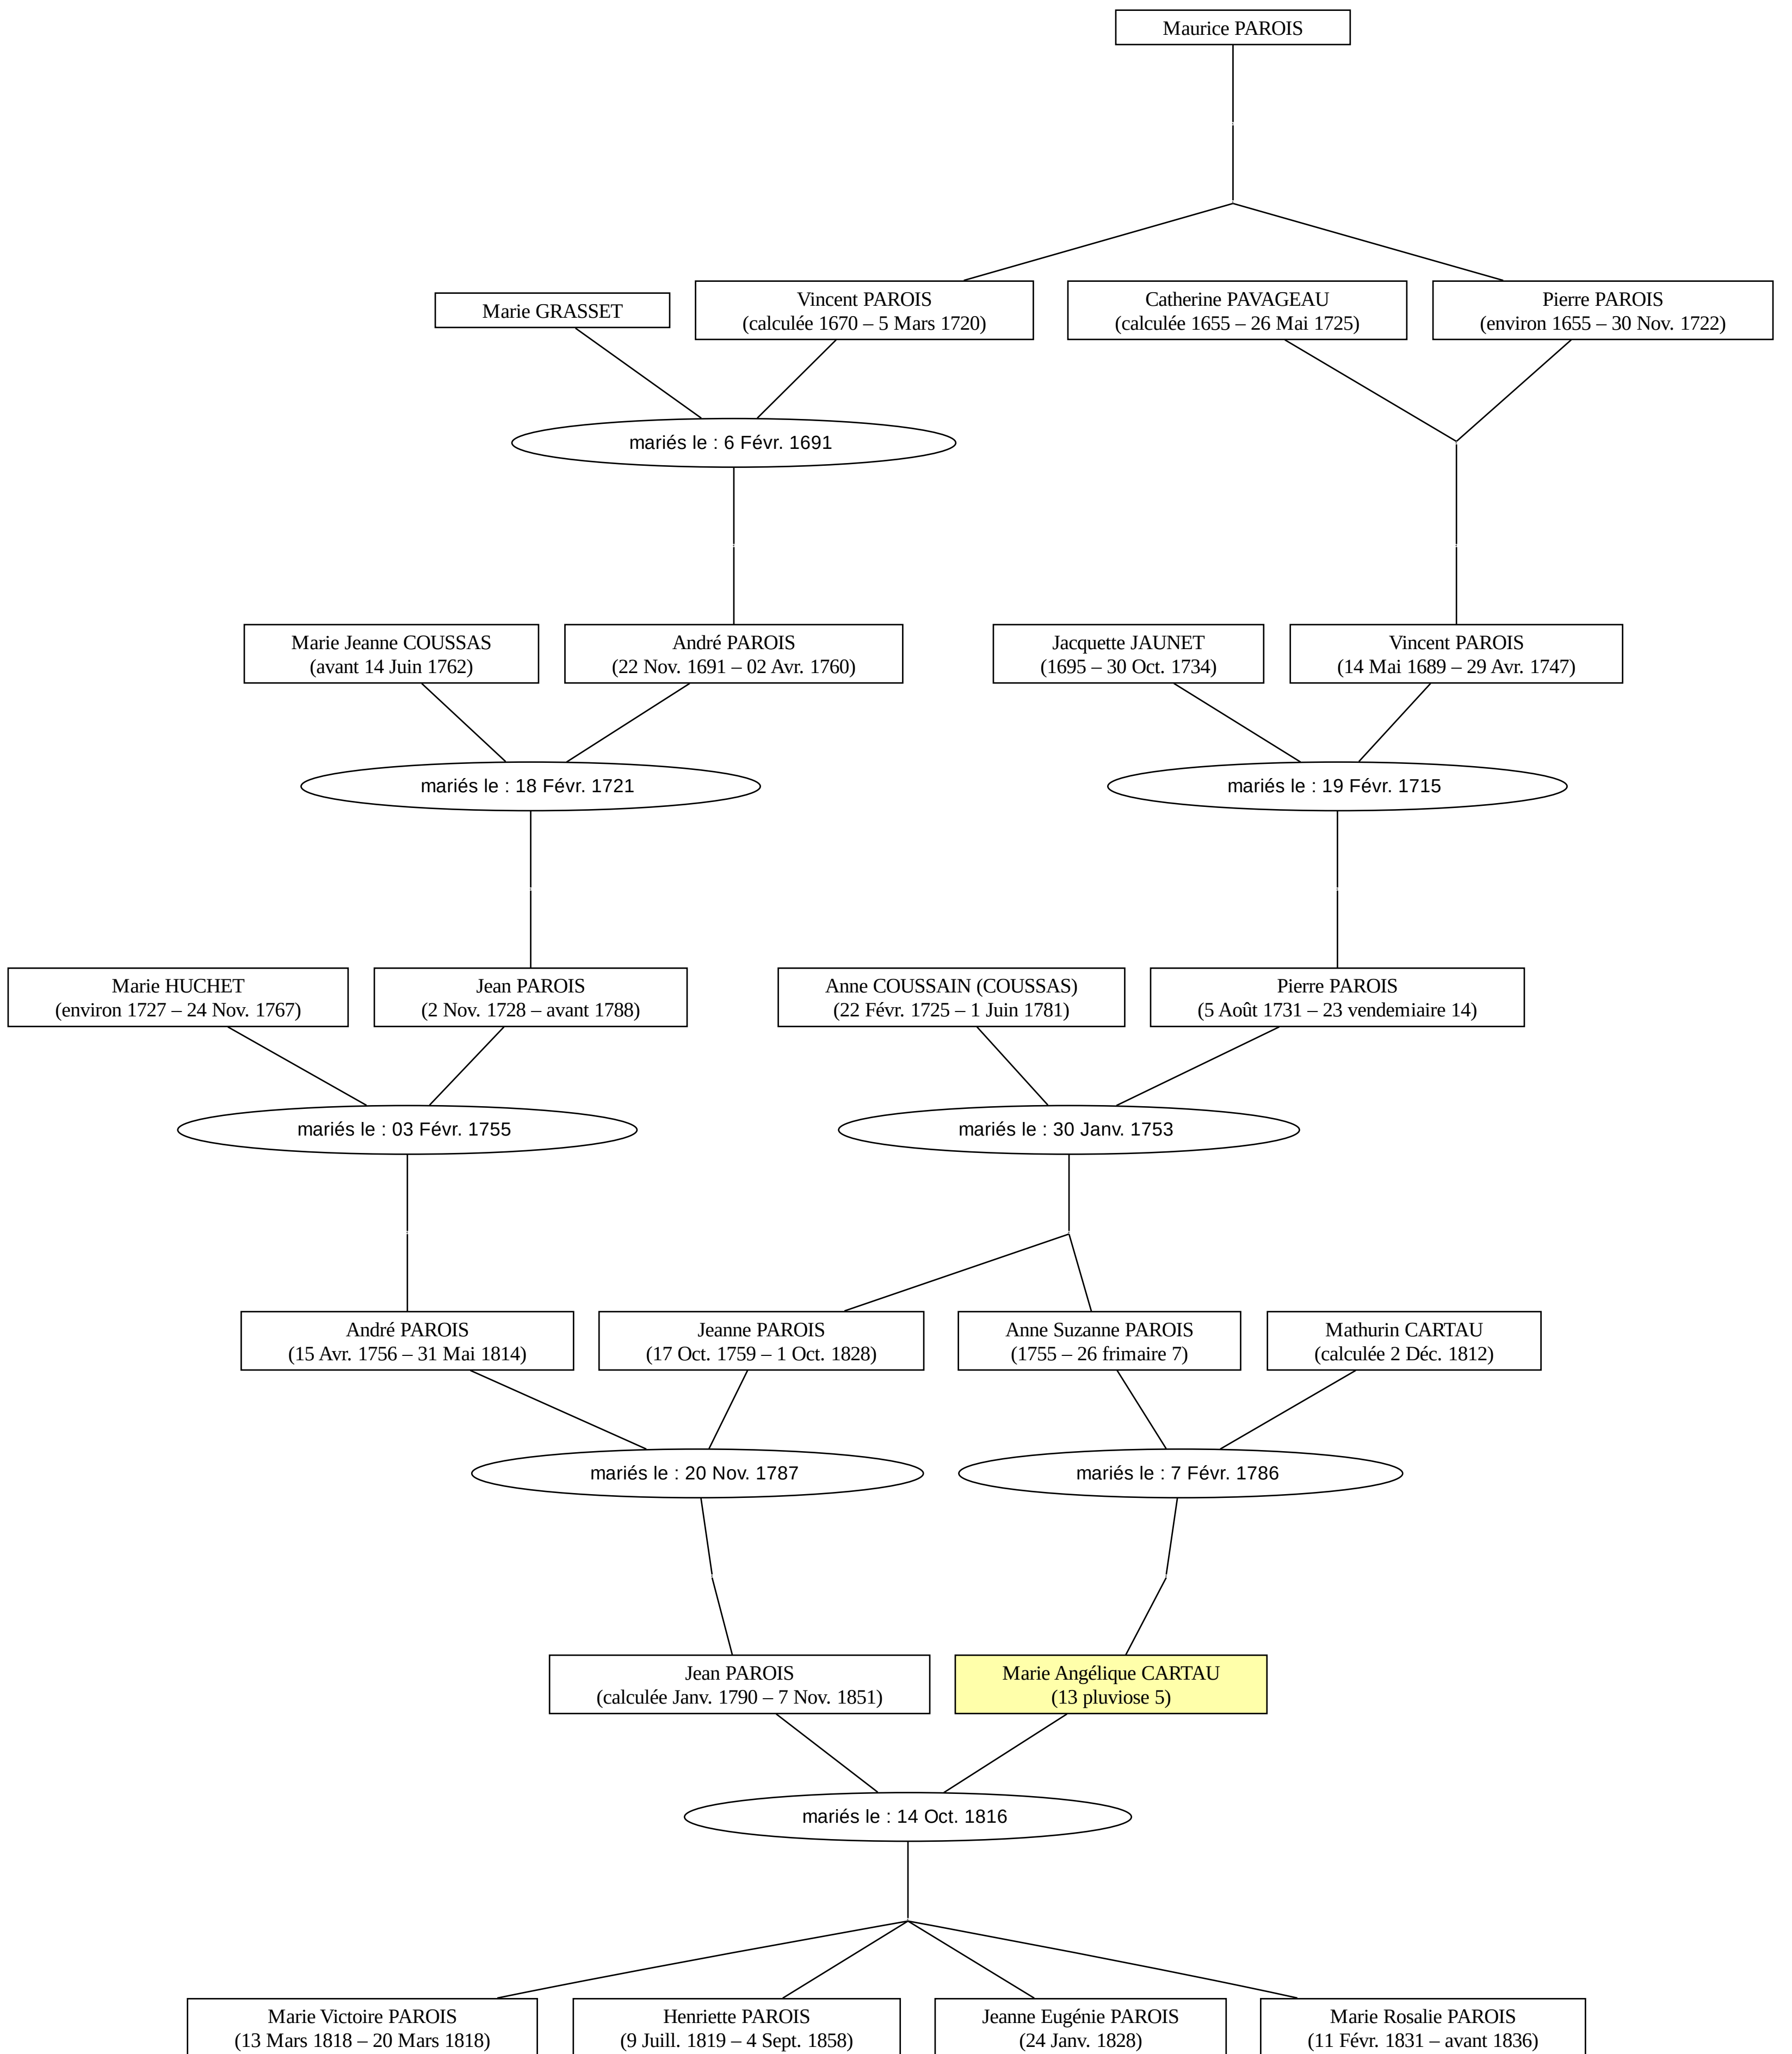 Maurice PAROIS
Marie GRASSET
Vincent PAROIS
(calculée 1670 – 5 Mars 1720)
Catherine PAVAGEAU
(calculée 1655 – 26 Mai 1725)
Pierre PAROIS
(environ 1655 – 30 Nov. 1722)
mariés le : 6 Févr. 1691
Marie Jeanne COUSSAS
(avant 14 Juin 1762)
André PAROIS
(22 Nov. 1691 – 02 Avr. 1760)
Jacquette JAUNET
(1695 – 30 Oct. 1734)
Vincent PAROIS
(14 Mai 1689 – 29 Avr. 1747)
mariés le : 18 Févr. 1721
mariés le : 19 Févr. 1715
Marie HUCHET
(environ 1727 – 24 Nov. 1767)
Jean PAROIS
(2 Nov. 1728 – avant 1788)
Anne COUSSAIN (COUSSAS)
(22 Févr. 1725 – 1 Juin 1781)
Pierre PAROIS
(5 Août 1731 – 23 vendemiaire 14)
mariés le : 03 Févr. 1755
mariés le : 30 Janv. 1753
André PAROIS
(15 Avr. 1756 – 31 Mai 1814)
Jeanne PAROIS
(17 Oct. 1759 – 1 Oct. 1828)
Anne Suzanne PAROIS
(1755 – 26 frimaire 7)
Mathurin CARTAU
(calculée 2 Déc. 1812)
mariés le : 20 Nov. 1787
mariés le : 7 Févr. 1786
Jean PAROIS
(calculée Janv. 1790 – 7 Nov. 1851)
Marie Angélique CARTAU
(13 pluviose 5)
mariés le : 14 Oct. 1816
Marie Victoire PAROIS
(13 Mars 1818 – 20 Mars 1818)
Henriette PAROIS
(9 Juill. 1819 – 4 Sept. 1858)
Jeanne Eugénie PAROIS
(24 Janv. 1828)
Marie Rosalie PAROIS
(11 Févr. 1831 – avant 1836)